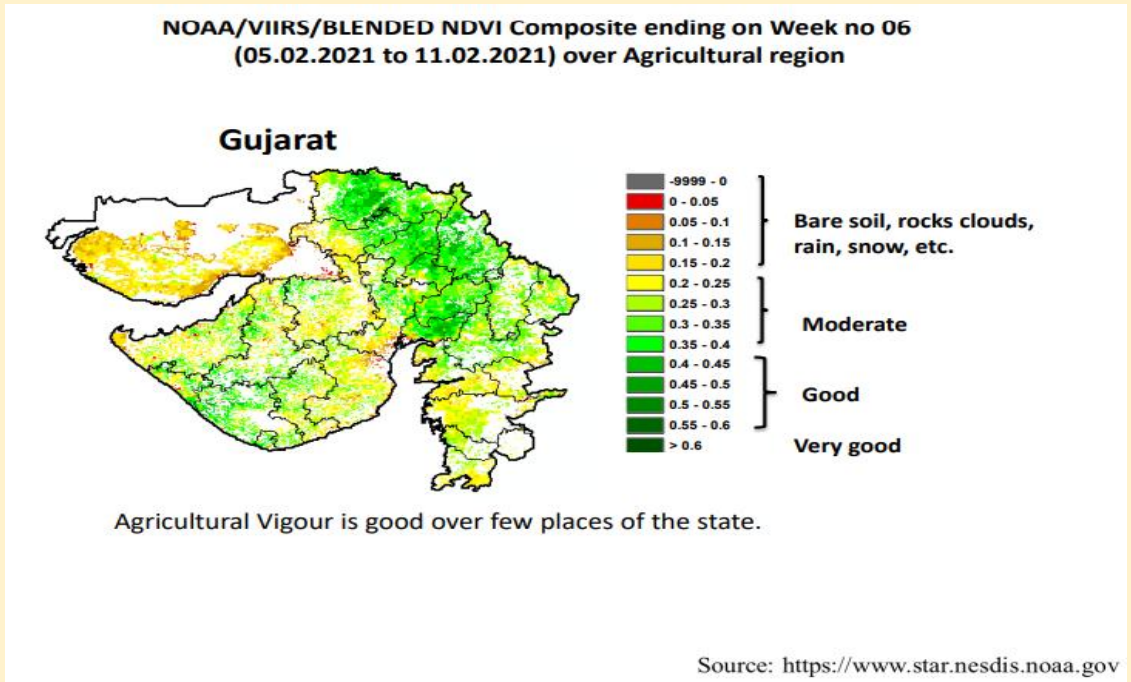 NOAA/VIIRS/BLENDED NDVI Composite ending on Week no 06
(05.02.2021 to 11.02.2021) over Agricultural region
Gujarat
-9999 - 0
0 - 0.05
0.05 - 0.1
0.1 - 0.15
0.15 - 0.2
0.2 - 0.25
0.25 - 0.3
0.3 - 0.35
0.35 - 0.4
0.4 - 0.45
0.45 - 0.5
0.5 - 0.55
0.55 - 0.6
> 0.6
Bare soil, rocks clouds,
rain, snow, etc.
Moderate
Good
Very good
Agricultural Vigour is good over few places of the state.
Source: https://www.star.nesdis.noaa.gov